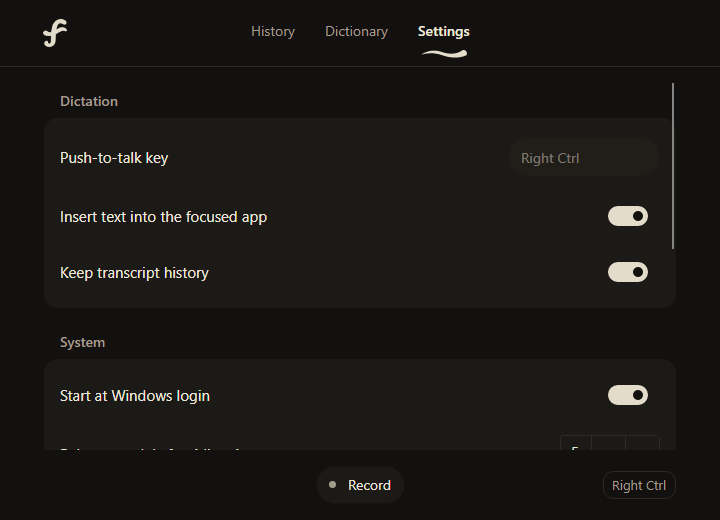 History Dictionary Settings
Dictation
Push-to-talk key Right Ctrl
Insert text into the focused app
Keep transcript history
System
Start at Windows login
Record Right Ctrl